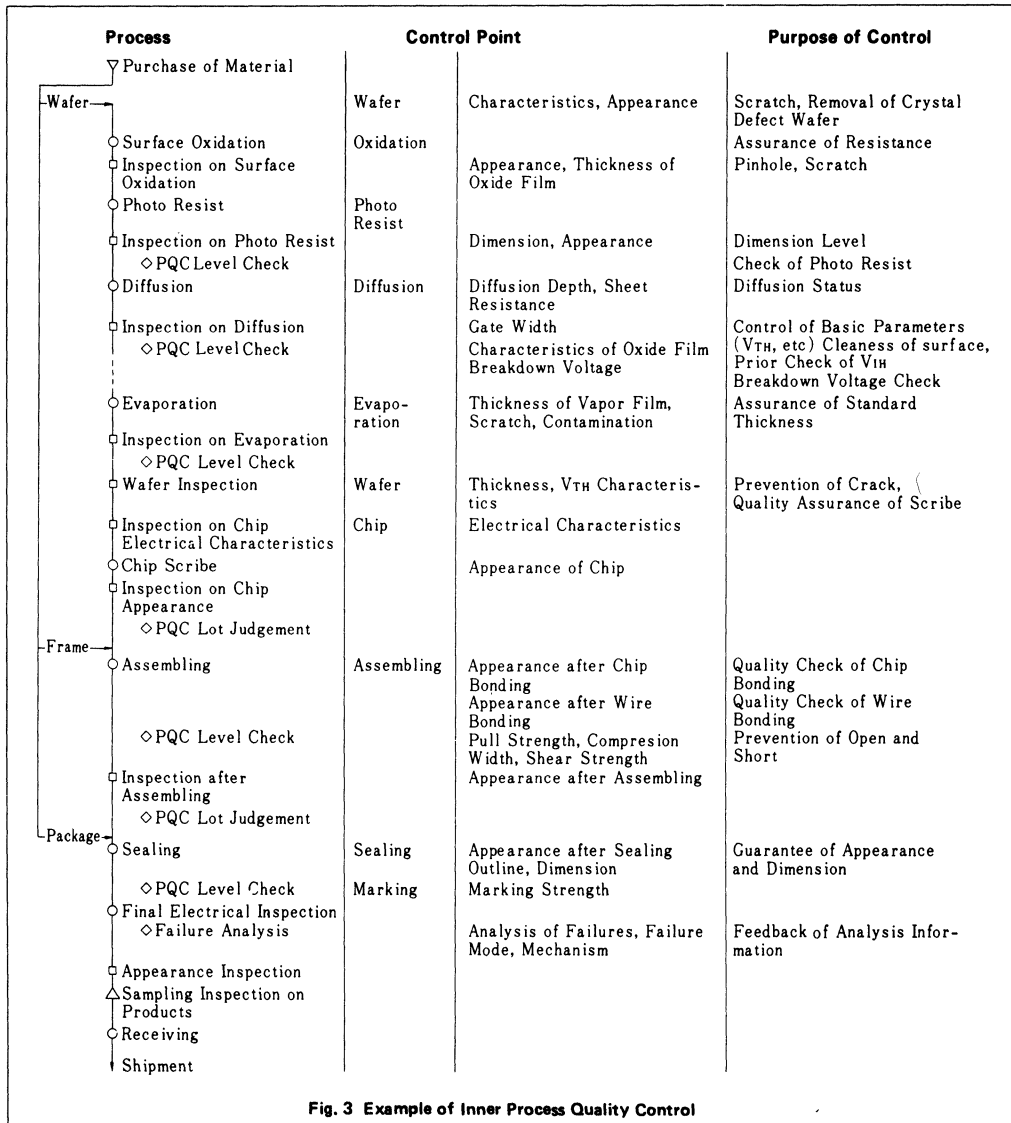 Process Control Point Purpose of Control
Purchase of Material
Wafer Wafer Characteristics, Appearance Scratch, Removal of Crystal
Defect Wafer
Surface Oxidation Oxidation Assurance of Resistance
Inspection on Surface Appearance, Thickness of Pinhole, Scratch
Oxidation Oxide Film
Photo Resist Photo
Resist
Inspection on Photo Resist Dimension, Appearance Dimension Level
◇PQC Level Check Check of Photo Resist
Diffusion Diffusion Diffusion Depth, Sheet Diffusion Status
Resistance
Inspection on Diffusion Gate Width Control of Basic Parameters
◇PQC Level Check Characteristics of Oxide Film (VTH, etc) Cleaness of surface,
Breakdown Voltage Prior Check of VIH
Breakdown Voltage Check
Evaporation Evapo- Thickness of Vapor Film, Assurance of Standard
ration Scratch, Contamination Thickness
Inspection on Evaporation
◇PQC Level Check
Wafer Inspection Wafer Thickness, VTH Characteris- Prevention of Crack,
tics Quality Assurance of Scribe
Inspection on Chip Chip Electrical Characteristics
Electrical Characteristics
Chip Scribe Appearance of Chip
Inspection on Chip
Appearance
◇PQC Lot Judgement
Frame
Assembling Assembling Appearance after Chip Quality Check of Chip
Bonding Bonding
Appearance after Wire Quality Check of Wire
Bonding Bonding
◇PQC Level Check Pull Strength, Compresion Prevention of Open and
Width, Shear Strength Short
Inspection after Appearance after Assembling
Assembling
◇PQC Lot Judgement
Package
Sealing Sealing Appearance after Sealing Guarantee of Appearance
Outline, Dimension and Dimension
◇PQC Level Check Marking Marking Strength
Final Electrical Inspection
◇Failure Analysis Analysis of Failures, Failure Feedback of Analysis Infor-
Mode, Mechanism mation
Appearance Inspection
Sampling Inspection on
Products
Receiving
Shipment
Fig. 3 Example of Inner Process Quality Control